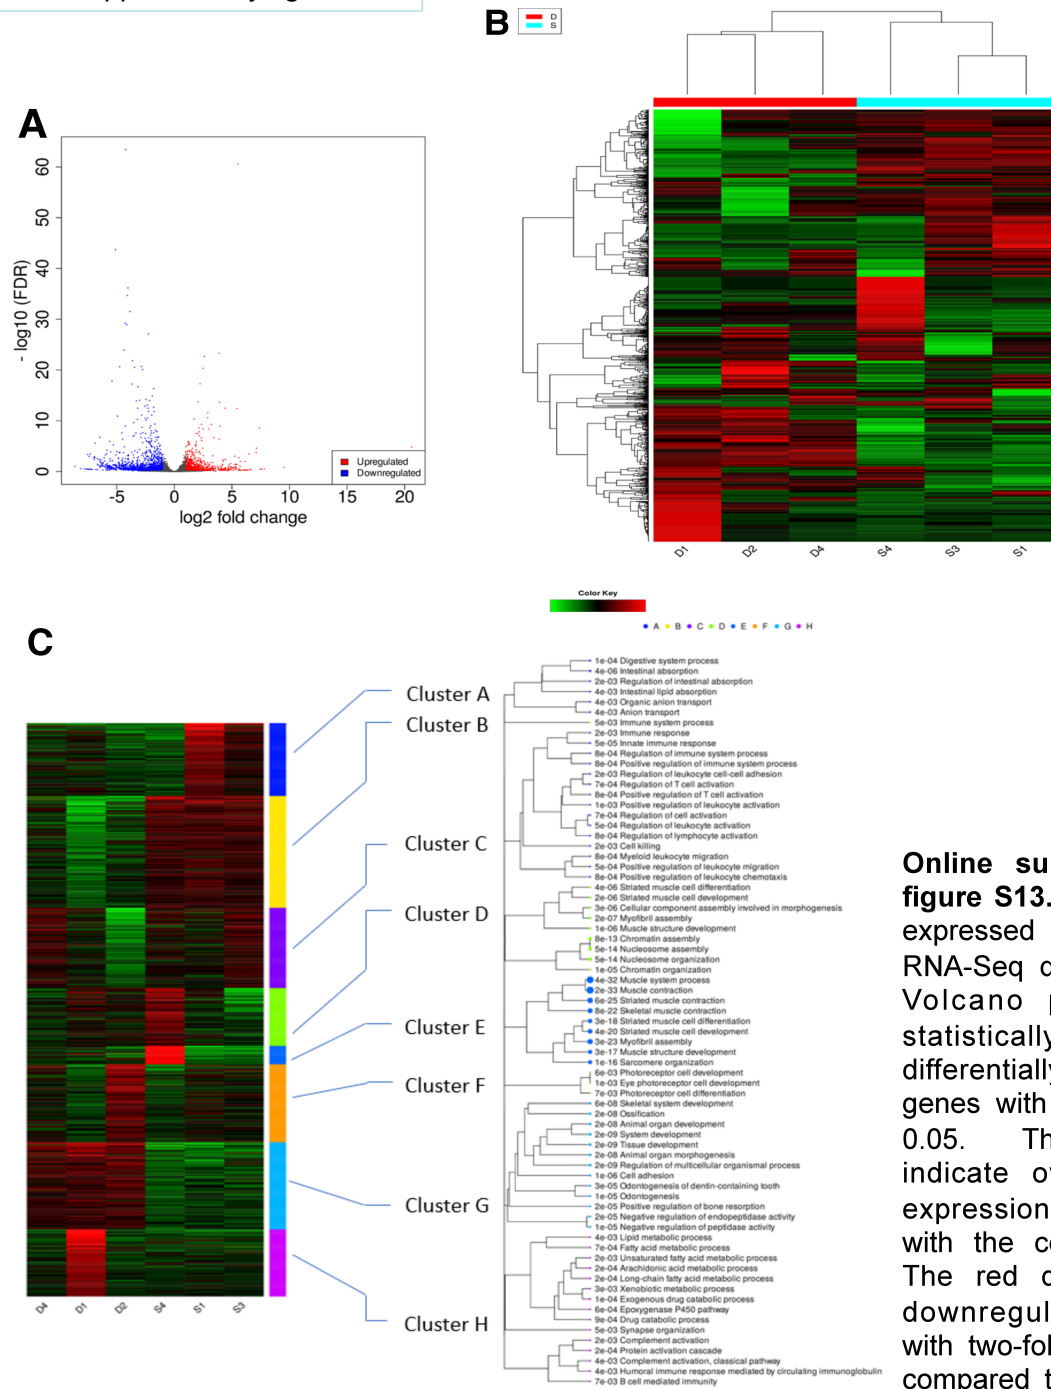 A
- log10 (FDR)
60
50
40
30
20
10
0
-5
0
5
10
15
20
log2 fold change
Upregulated
Downregulated
B
D
S
D1
D2
D4
S4
S3
S1
Color Key
C
D4
D1
D2
S4
S1
S3
Cluster A
Cluster B
Cluster C
Cluster D
Cluster E
Cluster F
Cluster G
Cluster H
A B C D E F G H
1e-04 Digestive system process
4e-06 Intestinal absorption
2e-03 Regulation of intestinal absorption
4e-03 Intestinal lipid absorption
4e-03 Organic anion transport
4e-03 Anion transport
5e-03 Immune system process
2e-03 Immune response
5e-05 Innate immune response
8e-04 Regulation of immune system process
8e-04 Positive regulation of immune system process
2e-03 Regulation of leukocyte cell-cell adhesion
7e-04 Regulation of T cell activation
8e-04 Positive regulation of T cell activation
1e-03 Positive regulation of leukocyte activation
7e-04 Regulation of cell activation
5e-04 Regulation of leukocyte activation
8e-04 Regulation of lymphocyte activation
2e-03 Cell killing
8e-04 Myeloid leukocyte migration
5e-04 Positive regulation of leukocyte migration
8e-04 Positive regulation of leukocyte chemotaxis
4e-06 Striated muscle cell differentiation
2e-06 Striated muscle cell development
3e-06 Cellular component assembly involved in morphogenesis
2e-07 Myofibril assembly
1e-06 Muscle structure development
8e-13 Chromatin assembly
5e-14 Nucleosome assembly
5e-14 Nucleosome organization
1e-05 Chromatin organization
4e-32 Muscle system process
2e-33 Muscle contraction
6e-25 Striated muscle contraction
8e-22 Skeletal muscle contraction
3e-18 Striated muscle cell differentiation
4e-20 Striated muscle cell development
3e-23 Myofibril assembly
3e-17 Muscle structure development
1e-16 Sarcomere organization
6e-03 Photoreceptor cell development
1e-03 Eye photoreceptor cell development
7e-03 Photoreceptor cell differentiation
6e-08 Skeletal system development
2e-08 Ossification
2e-08 Animal organ development
2e-09 System development
2e-09 Tissue development
2e-08 Animal organ morphogenesis
2e-09 Regulation of multicellular organismal process
1e-06 Cell adhesion
3e-05 Odontogenesis of dentin-containing tooth
1e-05 Odontogenesis
2e-05 Positive regulation of bone resorption
2e-05 Negative regulation of endopeptidase activity
1e-05 Negative regulation of peptidase activity
4e-03 Lipid metabolic process
7e-04 Fatty acid metabolic process
2e-03 Unsaturated fatty acid metabolic process
2e-04 Arachidonic acid metabolic process
2e-04 Long-chain fatty acid metabolic process
3e-03 Xenobiotic metabolic process
1e-04 Exogenous drug catabolic process
6e-04 Epoxygenase P450 pathway
9e-04 Drug catabolic process
5e-03 Synapse organization
2e-03 Complement activation
2e-04 Protein activation cascade
4e-03 Complement activation, classical pathway
4e-03 Humoral immune response mediated by circulating immunoglobulin
7e-03 B cell mediated immunity
Online su
figure S13.
expressed
RNA-Seq d
Volcano p
statistically
differentially
genes with
0.05. Th
indicate ov
expression
with the co
The red d
downregul
with two-fol
compared t